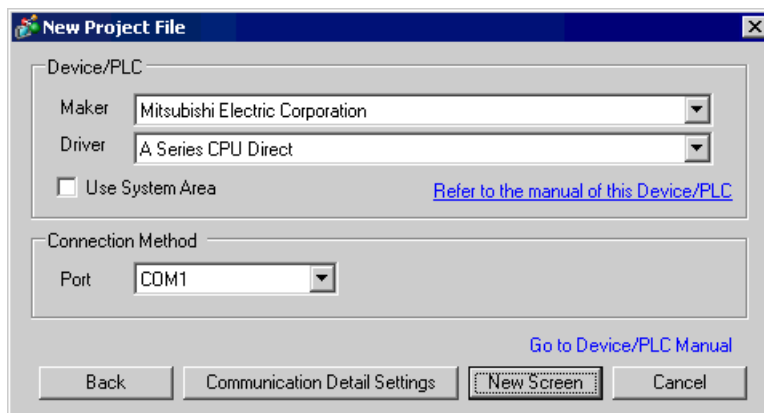 New Project File
Device/PLC
Maker Mitsubishi Electric Corporation
Driver A Series CPU Direct
Use System Area Refer to the manual of this Device/PLC
Connection Method
Port COM1
Go to Device/PLC Manual
Back Communication Detail Settings New Screen Cancel